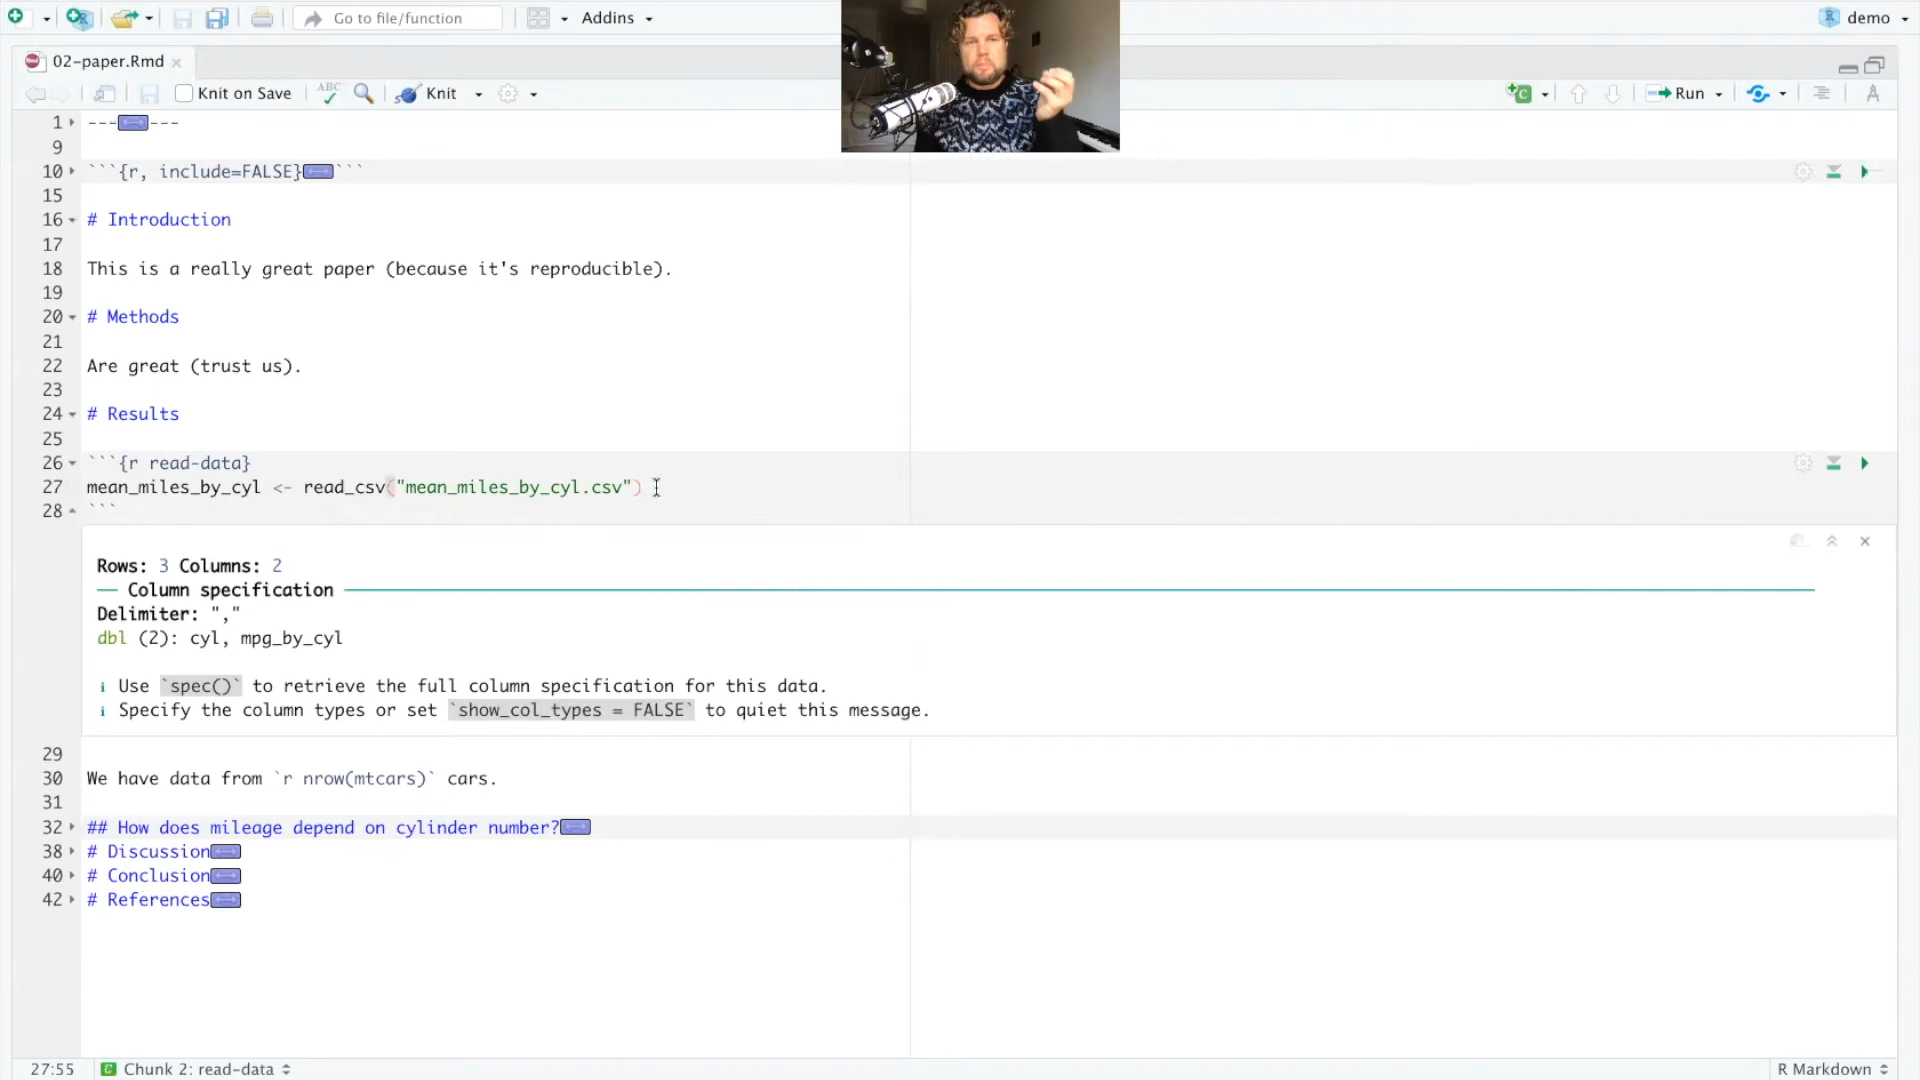 Go to file/function
Addins
demo
02-paper.Rmd
Knit on Save
ABC
Knit
Run
1 ------
9
10 ```{r, include=FALSE}```
15
16 # Introduction
17
18 This is a really great paper (because it's reproducible).
19
20 # Methods
21
22 Are great (trust us).
23
24 # Results
25
26 ```{r read-data}
27 mean_miles_by_cyl <- read_csv("mean_miles_by_cyl.csv")
28 ```
Rows: 3 Columns: 2
── Column specification ──
Delimiter: ","
dbl (2): cyl, mpg_by_cyl
ℹ Use `spec()` to retrieve the full column specification for this data.
ℹ Specify the column types or set `show_col_types = FALSE` to quiet this message.
29
30 We have data from `r nrow(mtcars)` cars.
31
32 ## How does mileage depend on cylinder number?
38 # Discussion
40 # Conclusion
42 # References
27:55 C Chunk 2: read-data R Markdown